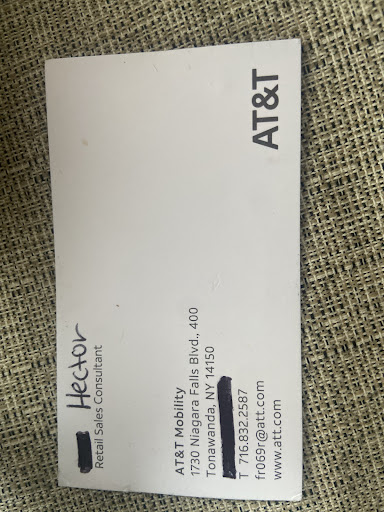 AT&T
Hector
Retail Sales Consultant
AT&T Mobility
1730 Niagara Falls Blvd., 400
Tonawanda, NY 14150
T 716.832.2587
fr069r@att.com
www.att.com